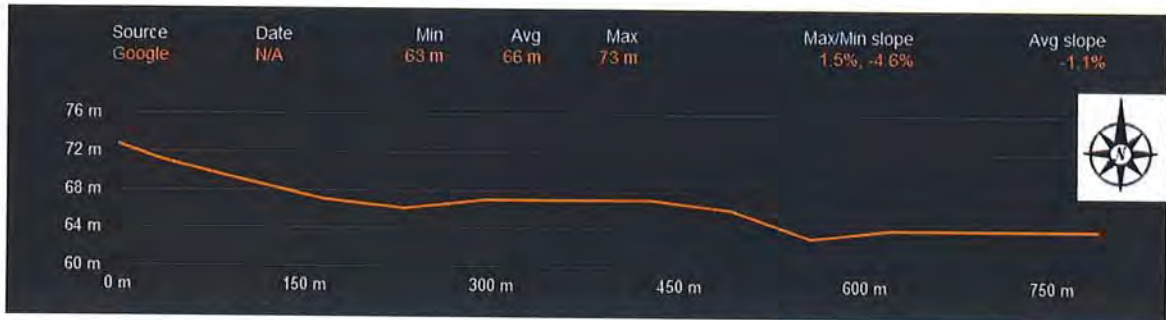 Source Date Min Avg Max Max/Min slope Avg slope
Google N/A 63 m 66 m 73 m 1.5%, -4.6% -1.1%
76 m
72 m
68 m
64 m
60 m
0 m 150 m 300 m 450 m 600 m 750 m
N